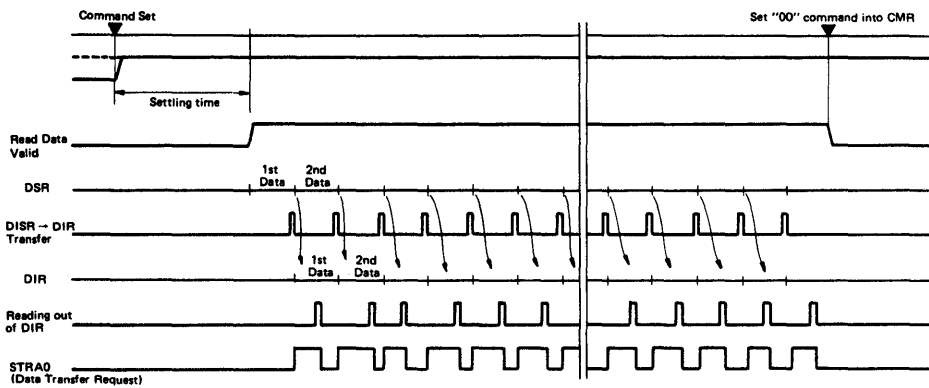 Command Set
Set "00" command into CMR
Settling time
Read Data
Valid
1st
Data
2nd
Data
DSR
DISR → DIR
Transfer
1st
Data
2nd
Data
DIR
Reading out
of DIR
STRA0
(Data Transfer Request)